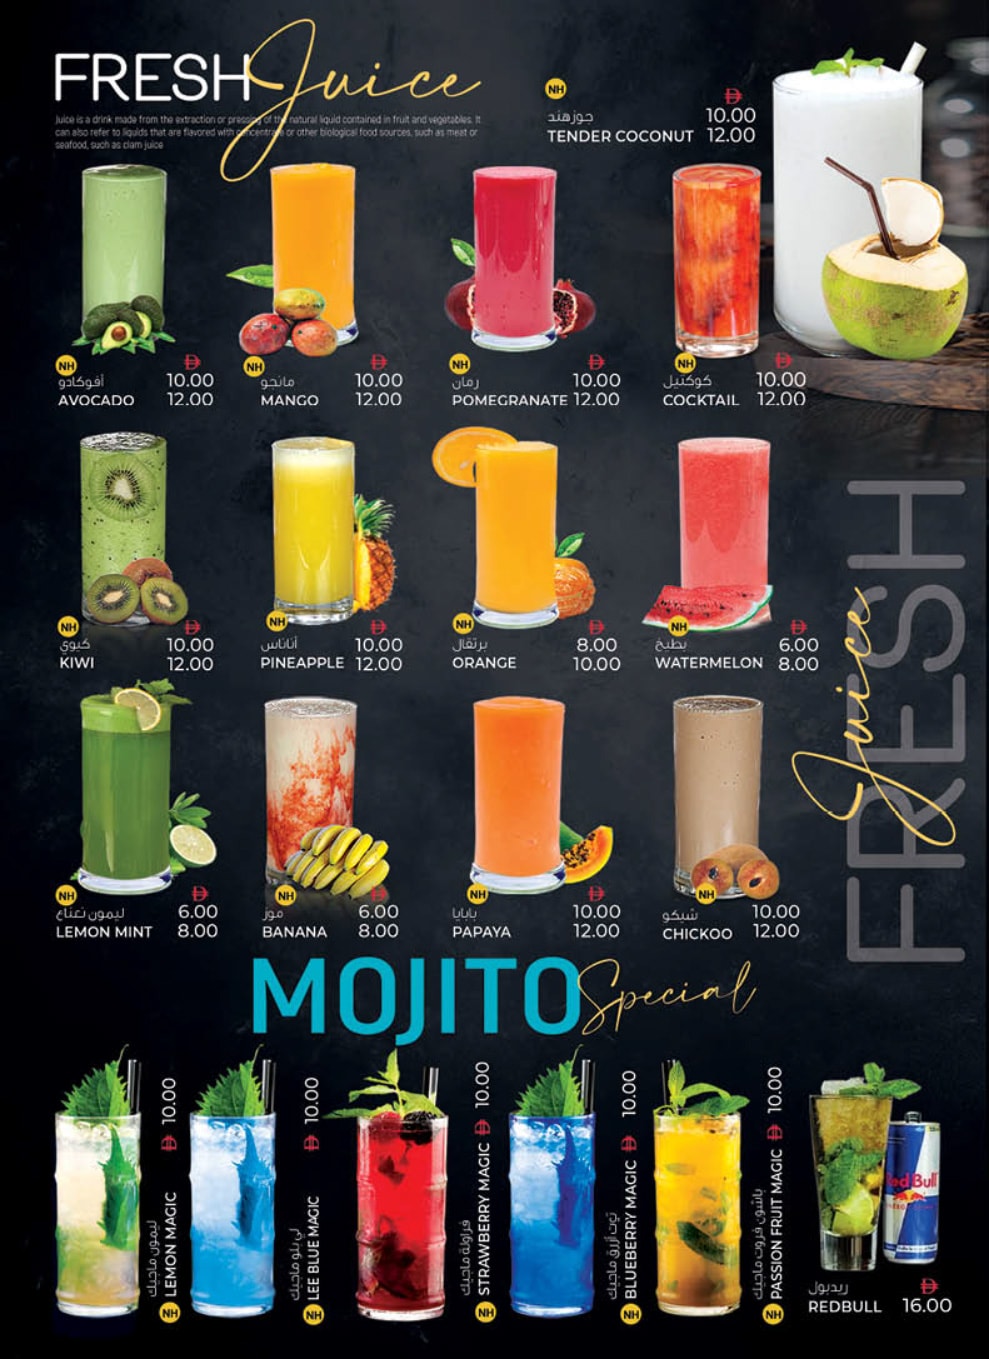 FRESH Juice
Juice is a drink made from the extraction or pressing of the natural liquid contained in fruit and vegetables. It
can also refer to liquids that are flavored with concentrate or other biological food sources, such as meat or
seafood, such as clam juice
NH
جوز هند 10.00
TENDER COCONUT 12.00
NH
أفوكادو 10.00
AVOCADO 12.00
NH
مانجو 10.00
MANGO 12.00
NH
رمان 10.00
POMEGRANATE 12.00
NH
كوكتيل 10.00
COCKTAIL 12.00
NH
كيوي 10.00
KIWI 12.00
NH
أناناس 10.00
PINEAPPLE 12.00
NH
برتقال 8.00
ORANGE 10.00
NH
بطيخ 6.00
WATERMELON 8.00
FRESH Juice
NH
ليمون نعناع 6.00
LEMON MINT 8.00
NH
موز 6.00
BANANA 8.00
NH
بابايا 10.00
PAPAYA 12.00
NH
شيكو 10.00
CHICKOO 12.00
MOJITO Special
ليمون ماجيك
LEMON MAGIC 10.00
NH
لي بلو ماجيك
LEE BLUE MAGIC 10.00
NH
فراولة ماجيك
STRAWBERRY MAGIC 10.00
NH
توت أزرق ماجيك
BLUEBERRY MAGIC 10.00
NH
باشون فروت ماجيك
PASSION FRUIT MAGIC 10.00
NH
RedBull
ريدبول
REDBULL 16.00